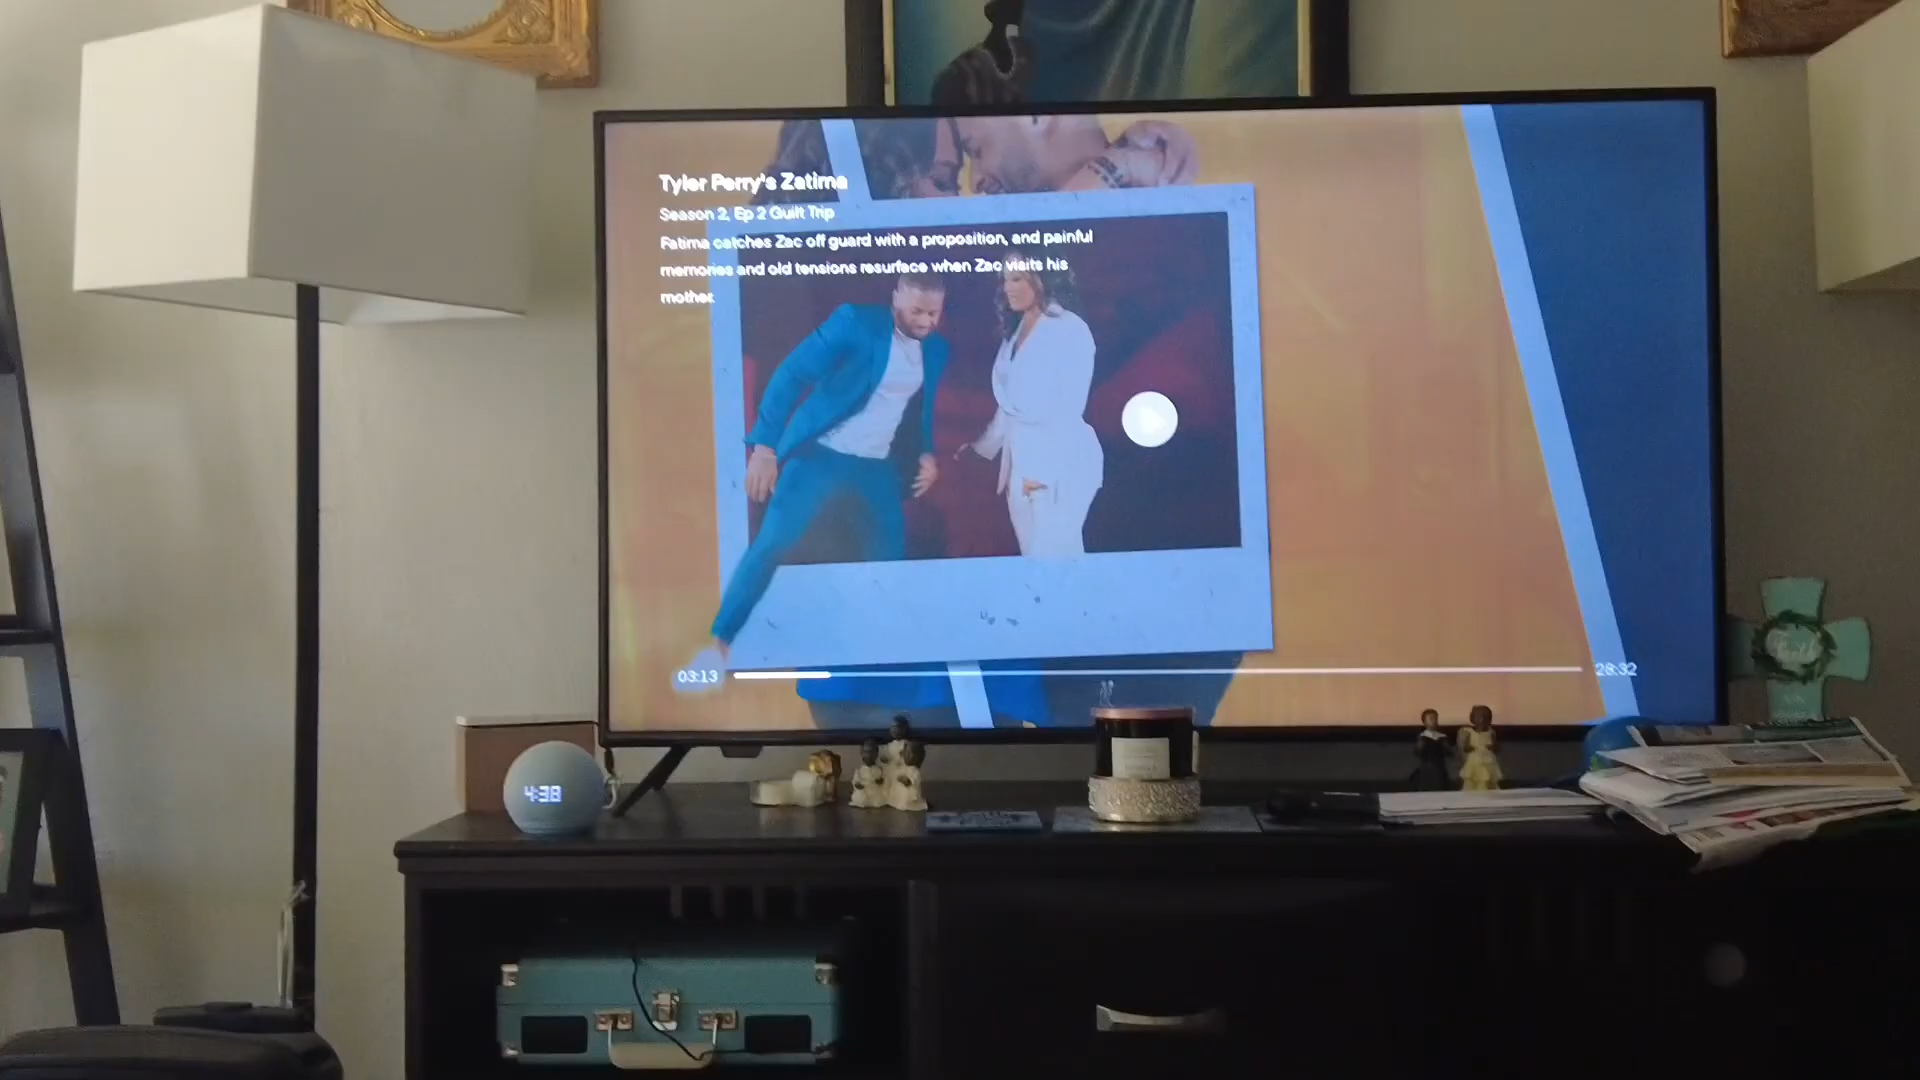 Tyler Perry's Zatima
Season 2, Ep 2 Guilt Trip
Fatima catches Zac off guard with a proposition, and painful
memories and old tensions resurface when Zac visits his
mother.
03:13
28:32
4:38
Faith